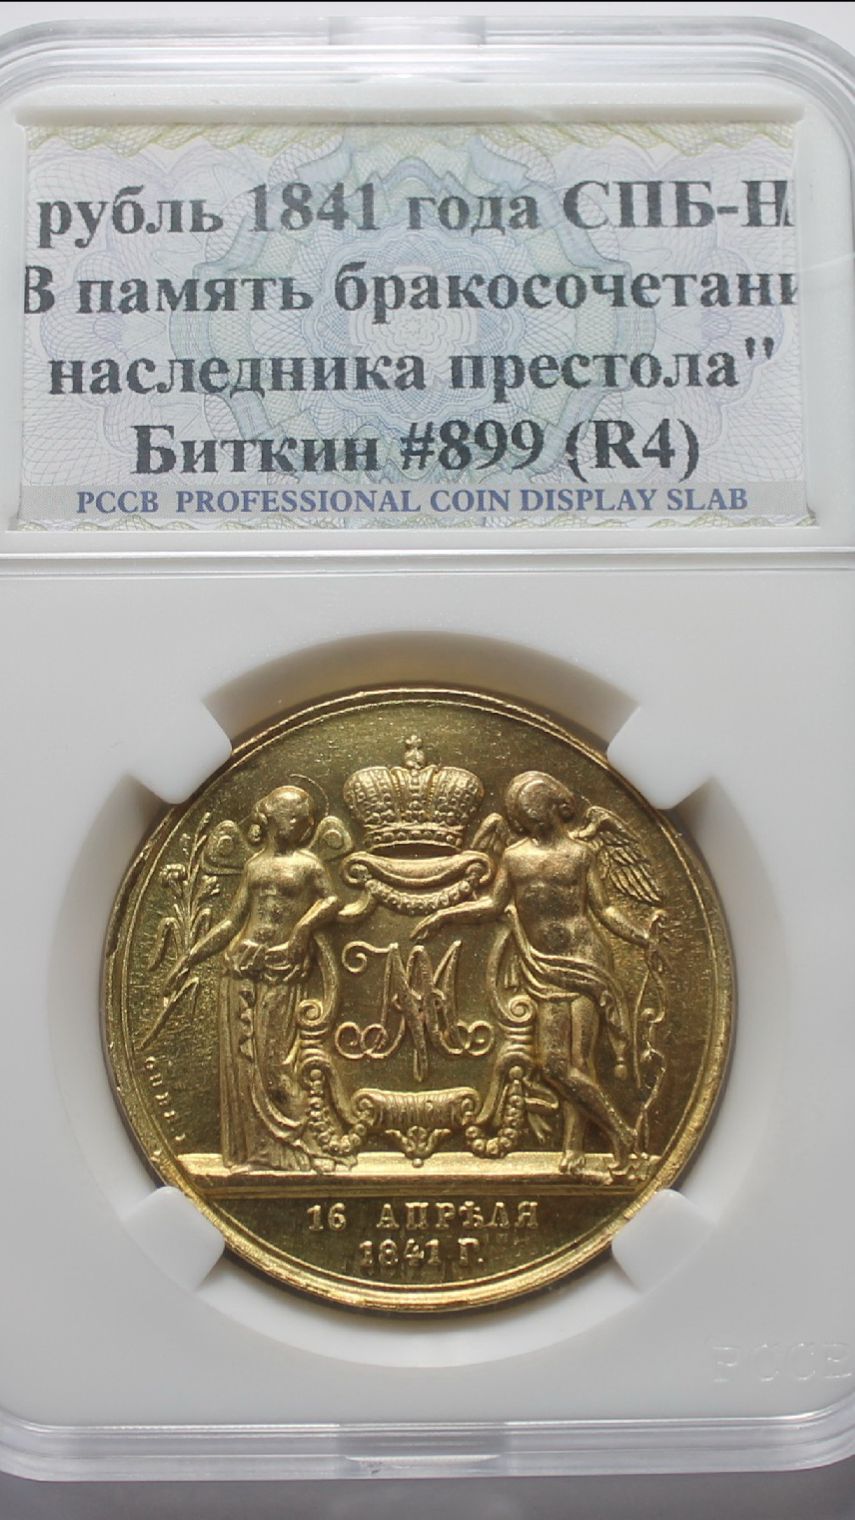 рубль 1841 года СПБ-Н
В память бракосочетани
наследника престола"
Биткин #899 (R4)
PCCB PROFESSIONAL COIN DISPLAY SLAB
16 АПРѢЛЯ
1841 Г.
PCCB